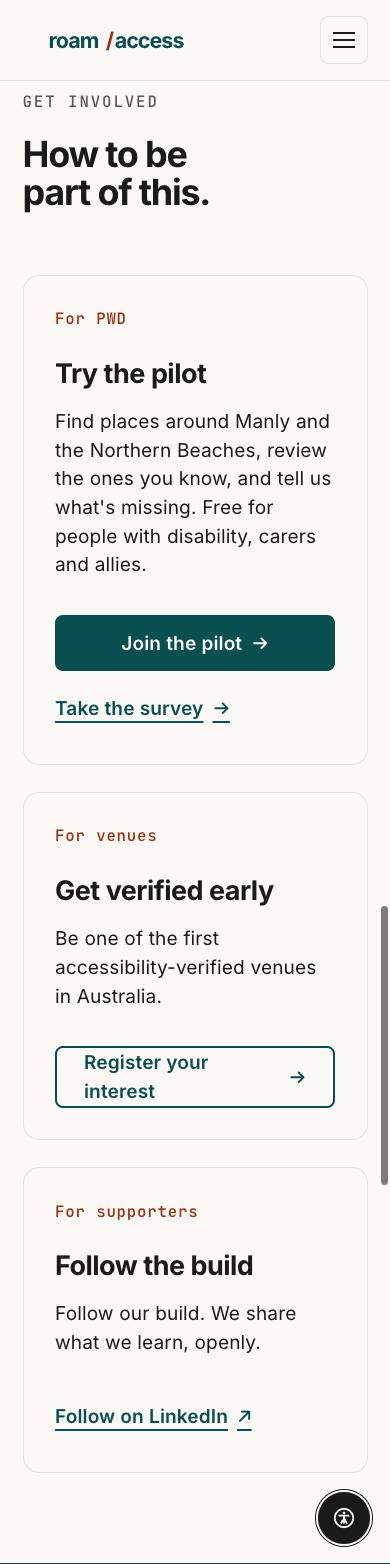 roam /access
GET INVOLVED
How to be
part of this.
For PWD
Try the pilot
Find places around Manly and
the Northern Beaches, review
the ones you know, and tell us
what's missing. Free for
people with disability, carers
and allies.
Join the pilot →
Take the survey →
For venues
Get verified early
Be one of the first
accessibility-verified venues
in Australia.
Register your
interest →
For supporters
Follow the build
Follow our build. We share
what we learn, openly.
Follow on LinkedIn ↗